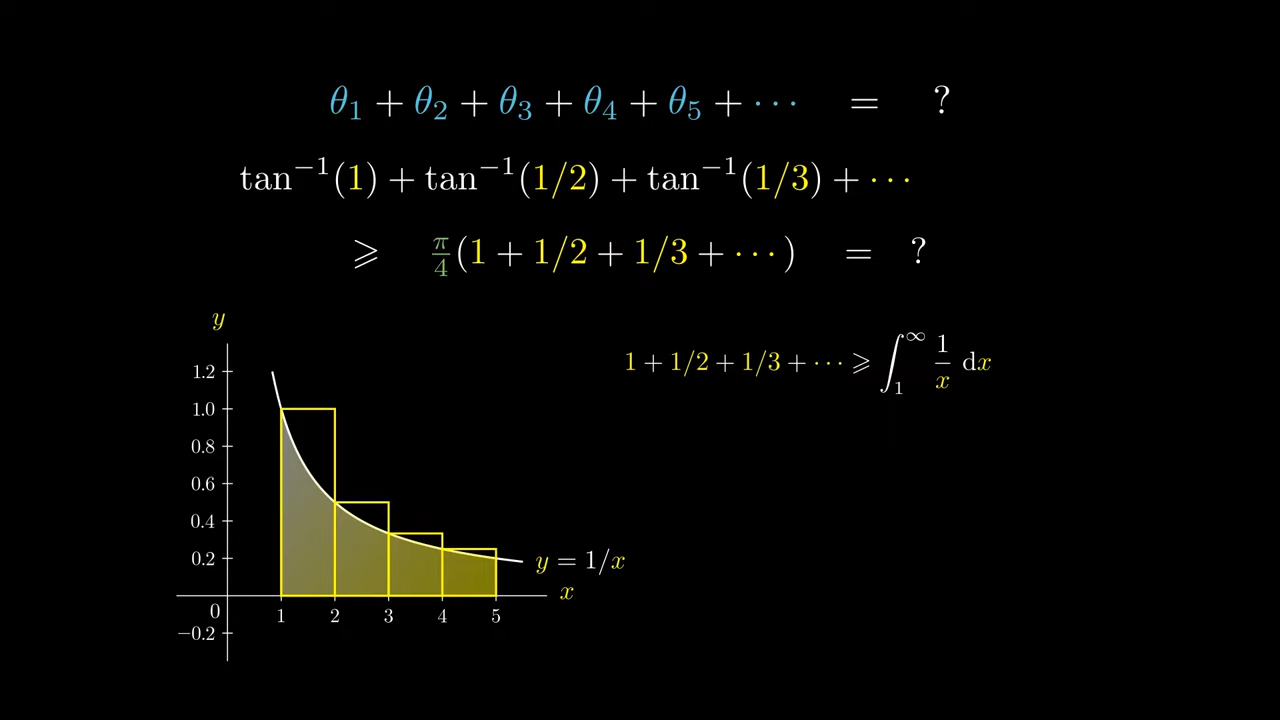 θ₁ + θ₂ + θ₃ + θ₄ + θ₅ + ··· = ?
tan⁻¹(1) + tan⁻¹(1/2) + tan⁻¹(1/3) + ···
⩾ π/4 (1 + 1/2 + 1/3 + ···) = ?
y
1 + 1/2 + 1/3 + ··· ⩾ ∫₁^∞ 1/x dx
1.2
1.0
0.8
0.6
0.4
0.2
y = 1/x
x
0 1 2 3 4 5
−0.2